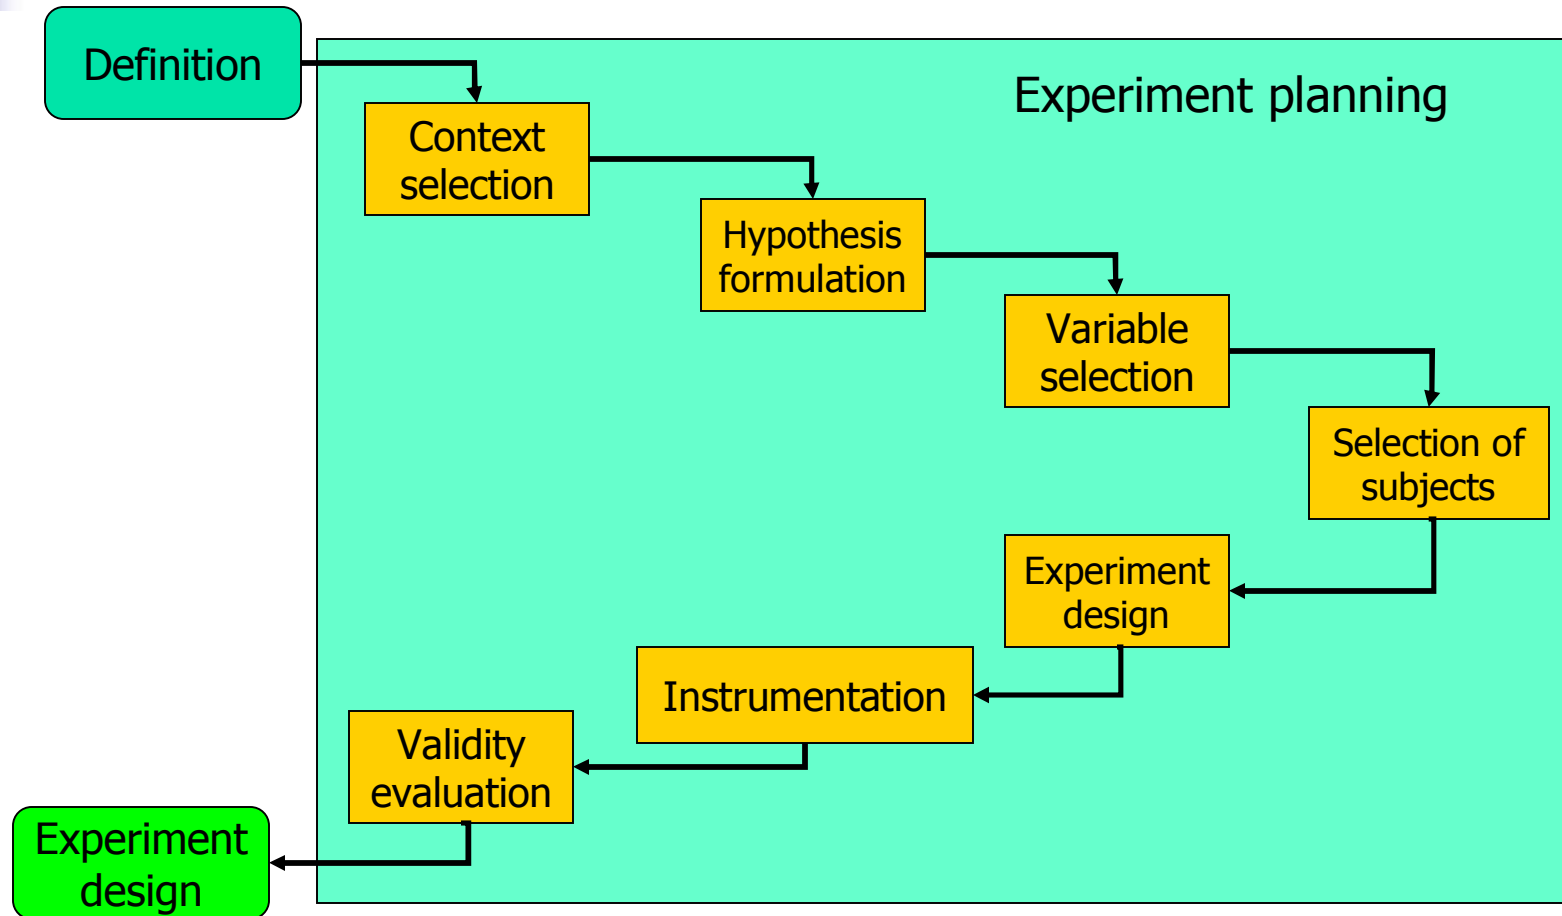 Definition
Experiment planning
Context
selection
Hypothesis
formulation
Variable
selection
Selection of
subjects
Experiment
design
Instrumentation
Validity
evaluation
Experiment
design